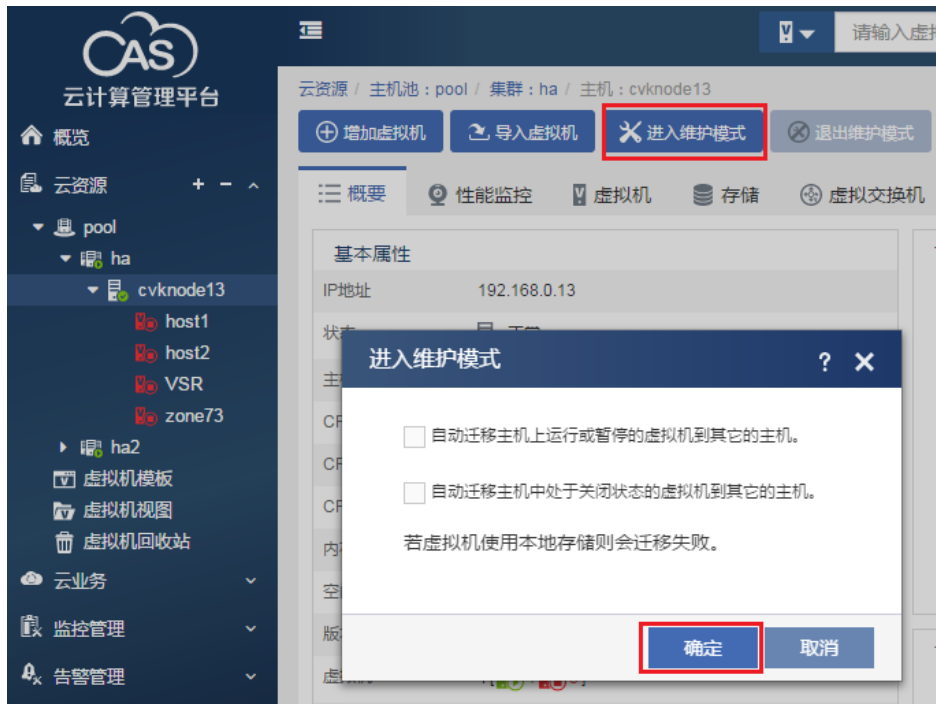 CAS
云计算管理平台
请输入虚
概览
云资源
pool
ha
cvknode13
host1
host2
VSR
zone73
ha2
虚拟机模板
虚拟机视图
虚拟机回收站
云业务
监控管理
告警管理
云资源 / 主机池：pool / 集群：ha / 主机：cvknode13
增加虚拟机 导入虚拟机 进入维护模式 退出维护模式
概要 性能监控 虚拟机 存储 虚拟交换机
基本属性
IP地址 192.168.0.13
进入维护模式 ?
自动迁移主机上运行或暂停的虚拟机到其它的主机。
自动迁移主机中处于关闭状态的虚拟机到其它的主机。
若虚拟机使用本地存储则会迁移失败。
确定 取消